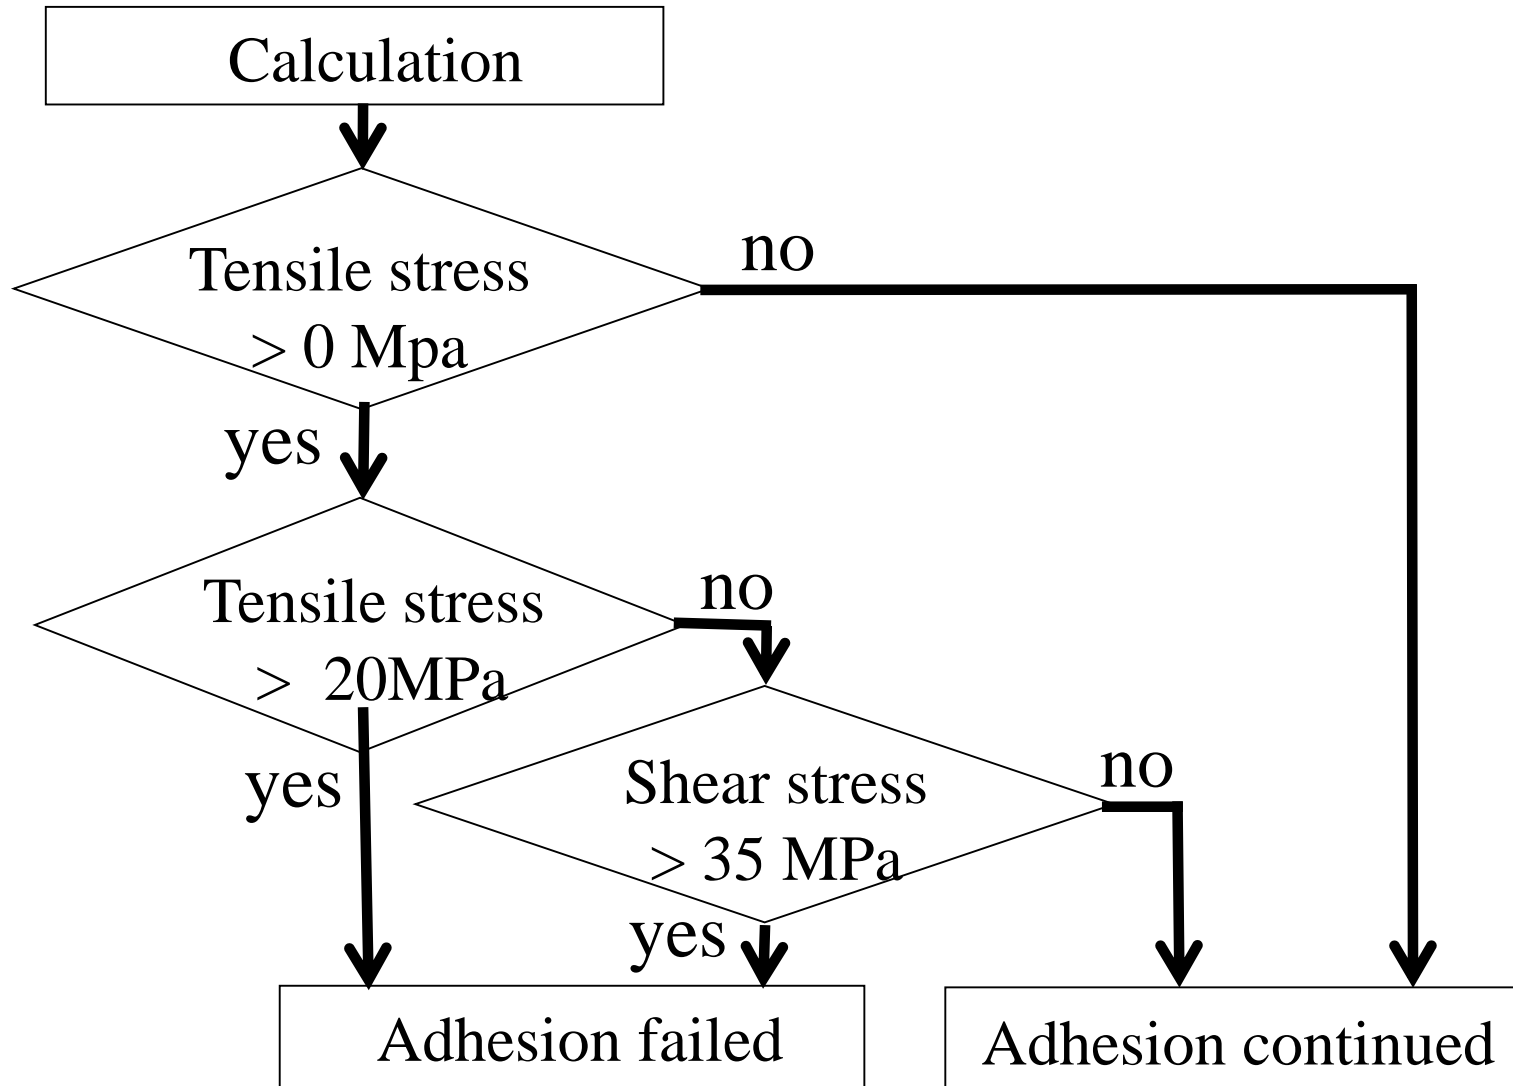 Calculation
Tensile stress
> 0 Mpa
no
yes
Tensile stress
> 20MPa
no
yes
Shear stress
> 35 MPa
no
yes
Adhesion failed
Adhesion continued